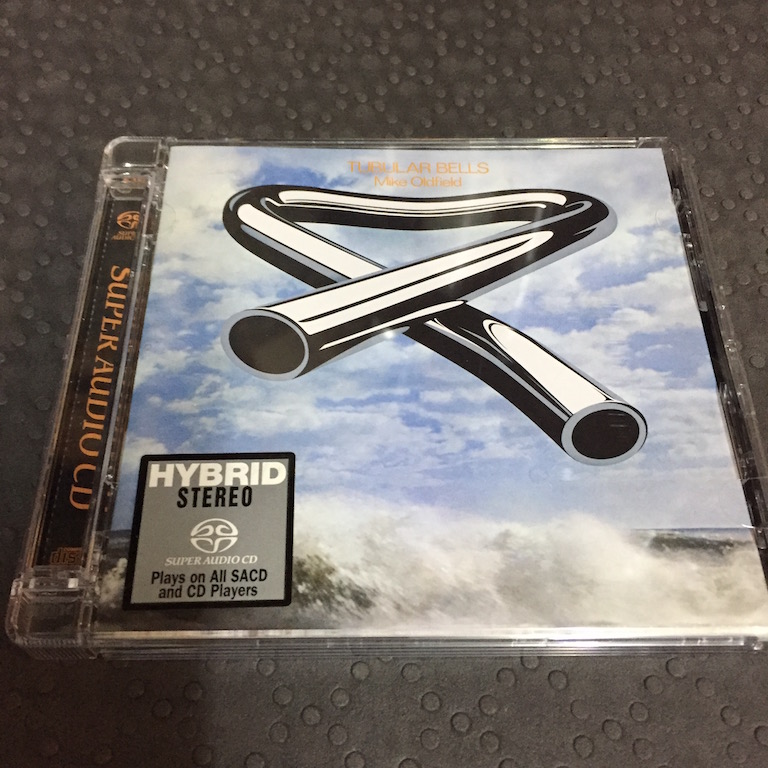 TUBULAR BELLS
Mike Oldfield
SUPER AUDIO CD
HYBRID
STEREO
SUPER AUDIO CD
Plays on All SACD
and CD Players
disc